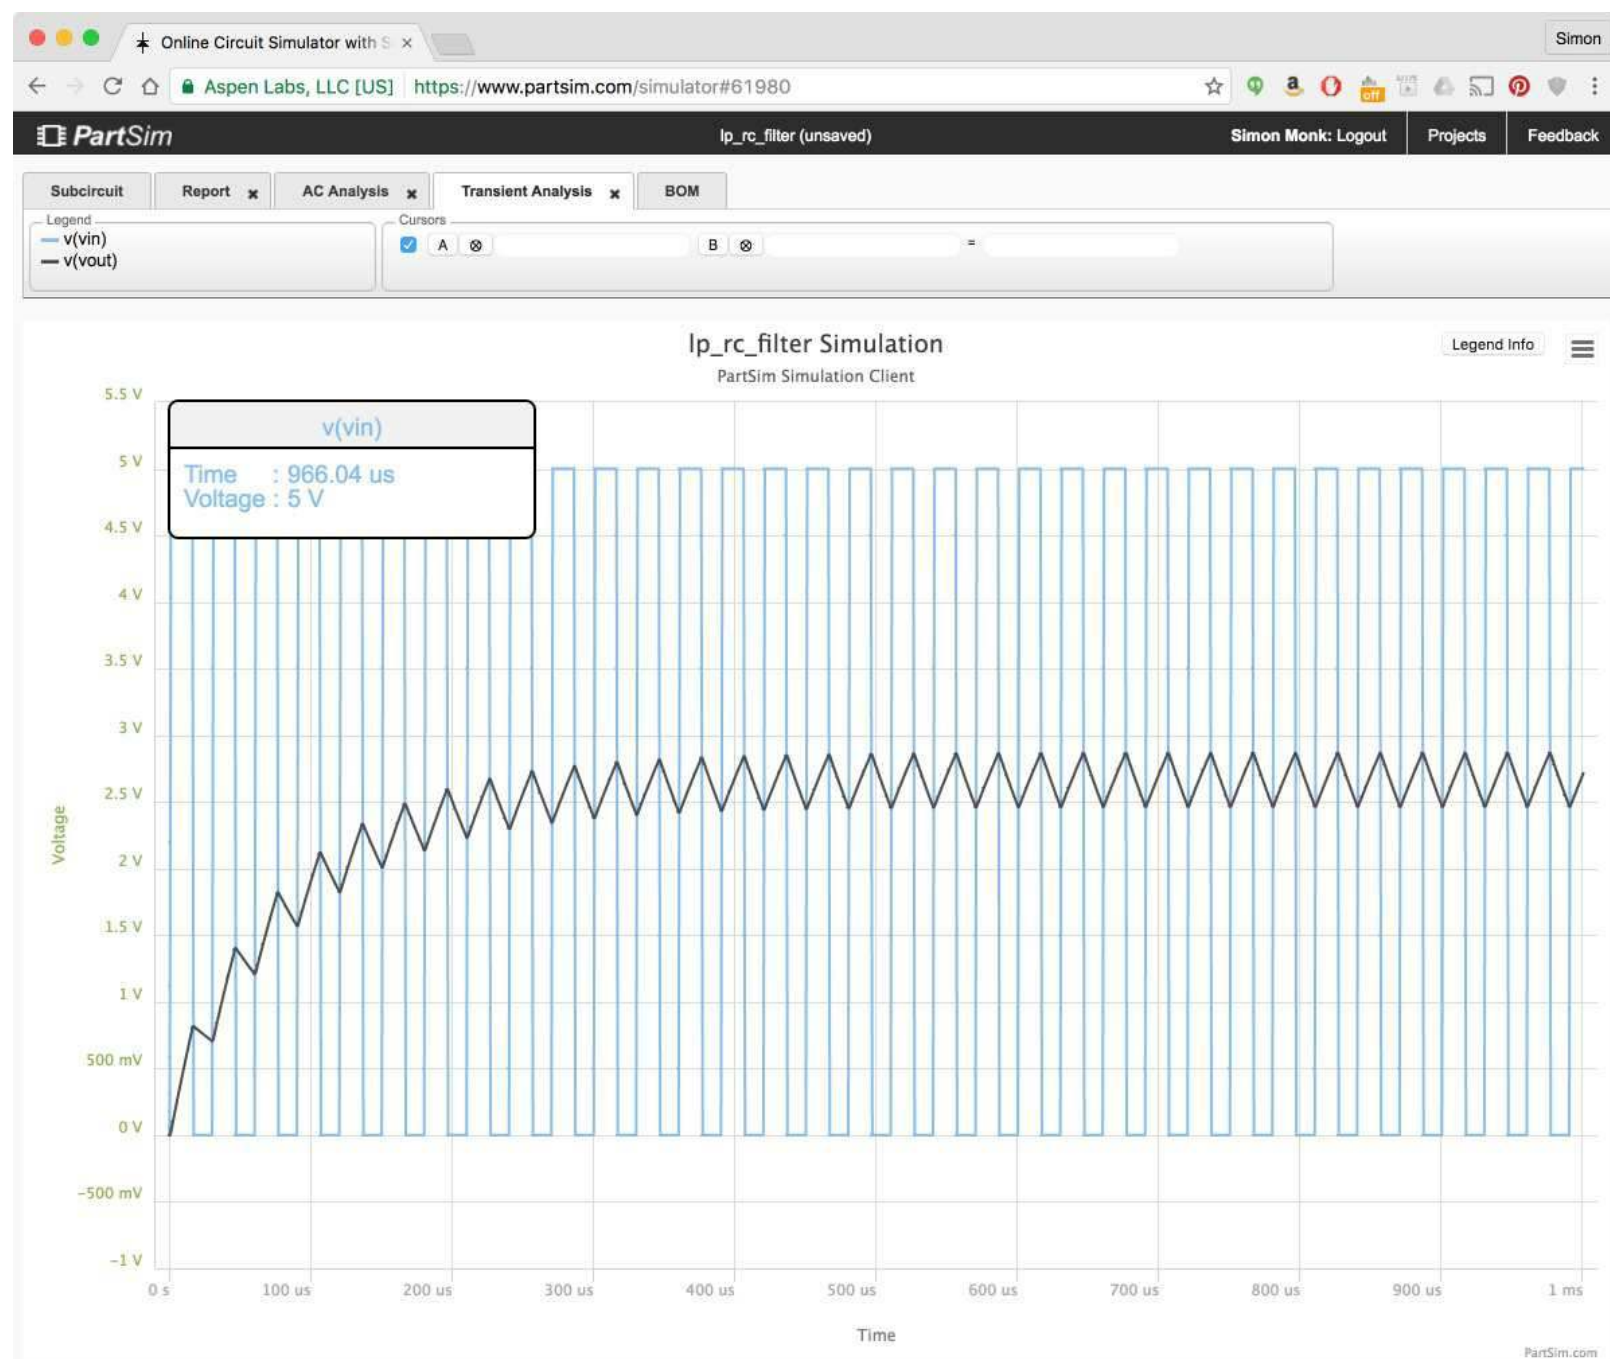 Online Circuit Simulator with S
Simon
Aspen Labs, LLC [US] https://www.partsim.com/simulator#61980
off
PartSim lp_rc_filter (unsaved) Simon Monk: Logout Projects Feedback
Subcircuit Report AC Analysis Transient Analysis BOM
Legend
v(vin)
v(vout)
Cursors
A B =
lp_rc_filter Simulation
PartSim Simulation Client
Legend Info
v(vin)
Time : 966.04 us
Voltage : 5 V
5.5 V
5 V
4.5 V
4 V
3.5 V
3 V
2.5 V
2 V
1.5 V
1 V
500 mV
0 V
-500 mV
-1 V
Voltage
0 s 100 us 200 us 300 us 400 us 500 us 600 us 700 us 800 us 900 us 1 ms
Time
PartSim.com